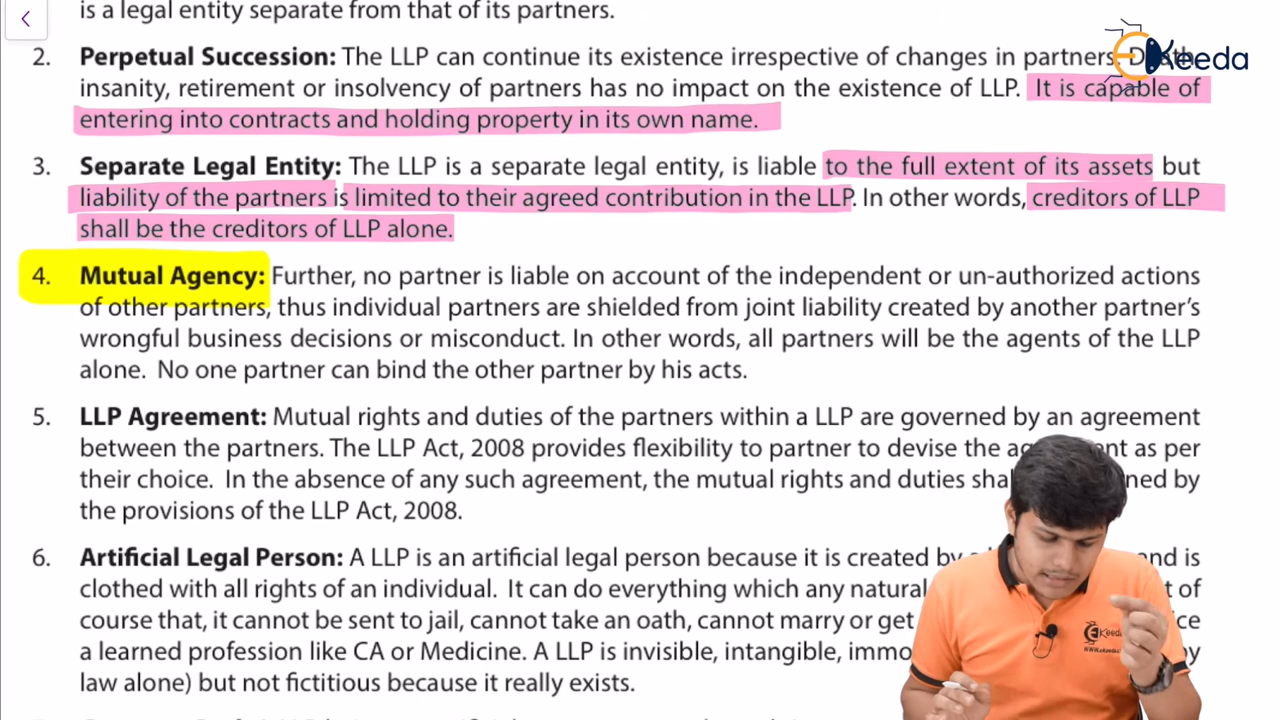 is a legal entity separate from that of its partners.
2. Perpetual Succession: The LLP can continue its existence irrespective of changes in partners. Death,
insanity, retirement or insolvency of partners has no impact on the existence of LLP. It is capable of
entering into contracts and holding property in its own name.
3. Separate Legal Entity: The LLP is a separate legal entity, is liable to the full extent of its assets but
liability of the partners is limited to their agreed contribution in the LLP. In other words, creditors of LLP
shall be the creditors of LLP alone.
4. Mutual Agency: Further, no partner is liable on account of the independent or un-authorized actions
of other partners, thus individual partners are shielded from joint liability created by another partner's
wrongful business decisions or misconduct. In other words, all partners will be the agents of the LLP
alone. No one partner can bind the other partner by his acts.
5. LLP Agreement: Mutual rights and duties of the partners within a LLP are governed by an agreement
between the partners. The LLP Act, 2008 provides flexibility to partner to devise the as per
their choice. In the absence of any such agreement, the mutual rights and duties by
the provisions of the LLP Act, 2008.
6. Artificial Legal Person: A LLP is an artificial legal person because it is created and is
clothed with all rights of an individual. It can do everything which any natural of
course that, it cannot be sent to jail, cannot take an oath, cannot marry or get
a learned profession like CA or Medicine. A LLP is invisible, intangible,
law alone) but not fictitious because it really exists.
Ekeeda
Ekeeda